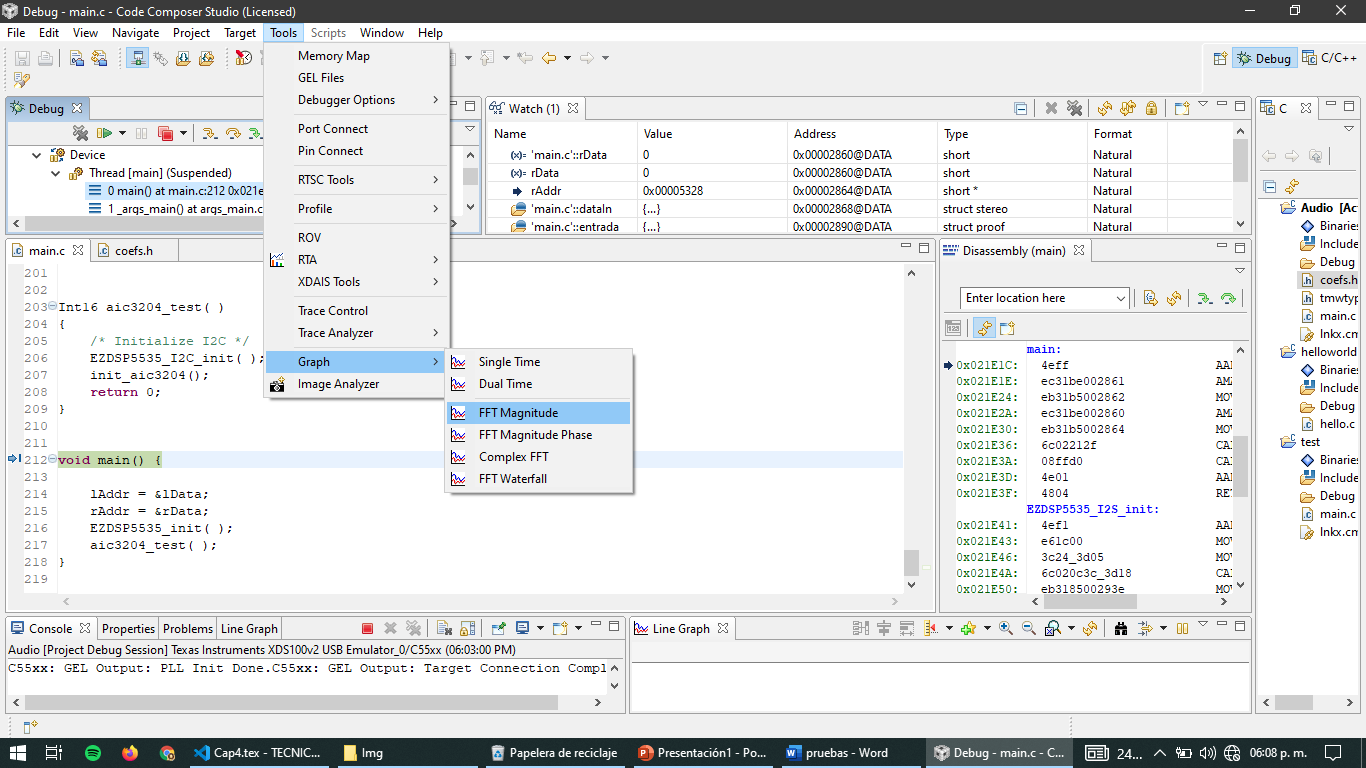 Debug - main.c - Code Composer Studio (Licensed)
File Edit View Navigate Project Target Tools Scripts Window Help
Debug C/C++
Memory Map
GEL Files
Debugger Options
Port Connect
Pin Connect
RTSC Tools
Profile
ROV
RTA
XDAIS Tools
Trace Control
Trace Analyzer
Graph
Image Analyzer
Single Time
Dual Time
FFT Magnitude
FFT Magnitude Phase
Complex FFT
FFT Waterfall
Debug
Device
Thread [main] (Suspended)
0 main() at main.c:212 0x021e
1 _args_main() at args_main.c
Watch (1)
Name Value Address Type Format
(x)= 'main.c'::rData 0 0x00002860@DATA short Natural
(x)= rData 0 0x00002860@DATA short Natural
rAddr 0x00005328 0x00002864@DATA short * Natural
'main.c'::dataIn {...} 0x00002868@DATA struct stereo Natural
'main.c'::entrada {...} 0x00002890@DATA struct proof Natural
main.c coefs.h
201
202
203 Int16 aic3204_test( )
204 {
205 /* Initialize I2C */
206 EZDSP5535_I2C_init( );
207 init_aic3204();
208 return 0;
209 }
210
211
212 void main() {
213
214 lAddr = &lData;
215 rAddr = &rData;
216 EZDSP5535_init( );
217 aic3204_test( );
218 }
219
Disassembly (main)
Enter location here
main:
0x021E1C: 4eff
0x021E1E: ec31be002861
0x021E24: eb31b5002862
0x021E2A: ec31be002860
0x021E30: eb31b5002864
0x021E36: 6c02212f
0x021E3A: 08ffd0
0x021E3D: 4e01
0x021E3F: 4804
EZDSP5535_I2S_init:
0x021E41: 4ef1
0x021E43: e61c00
0x021E46: 3c24_3d05
0x021E4A: 6c020c3c_3d18
0x021E50: eb318500293e
C
Audio [Ac
Binarie
Include
Debug
coefs.h
tmwtyp
main.c
lnkx.cm
helloworld
Binarie
Include
Debug
hello.c
test
Binarie
Include
Debug
main.c
lnkx.cm
Console Properties Problems Line Graph
Audio [Project Debug Session] Texas Instruments XDS100v2 USB Emulator_0/C55xx (06:03:00 PM)
C55xx: GEL Output: PLL Init Done.C55xx: GEL Output: Target Connection Compl
Line Graph
Cap4.tex - TECNIC... Img Papelera de reciclaje Presentación1 - Po... pruebas - Word Debug - main.c - C... 24... 06:08 p. m.